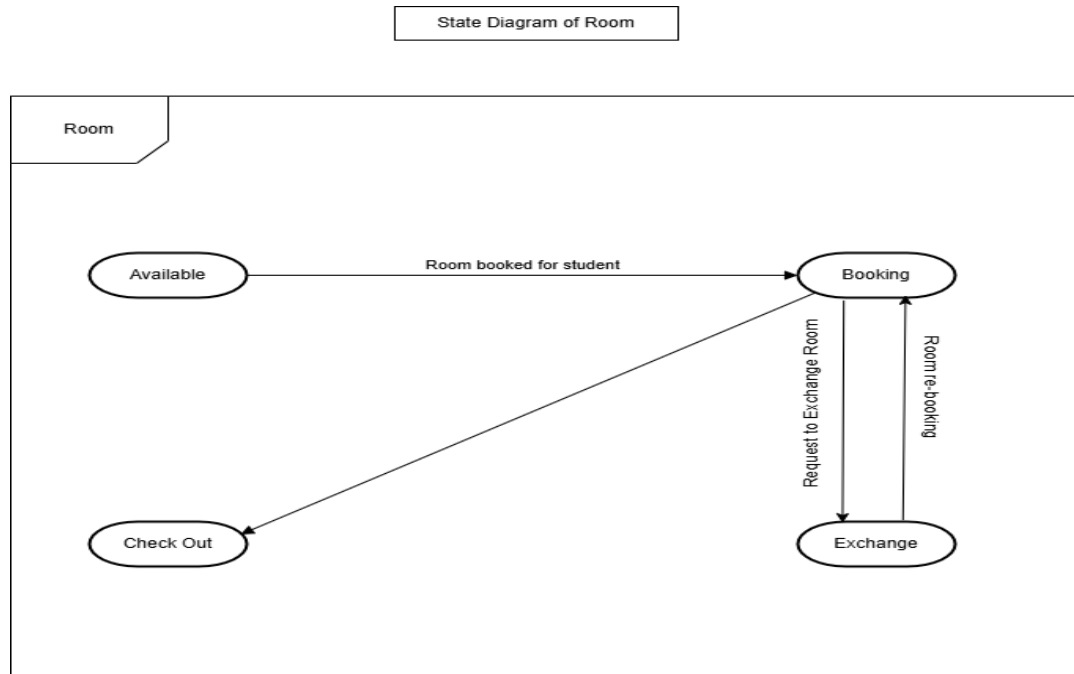 State Diagram of Room
Room
Available
Room booked for student
Booking
Request to Exchange Room
Room re-booking
Check Out
Exchange